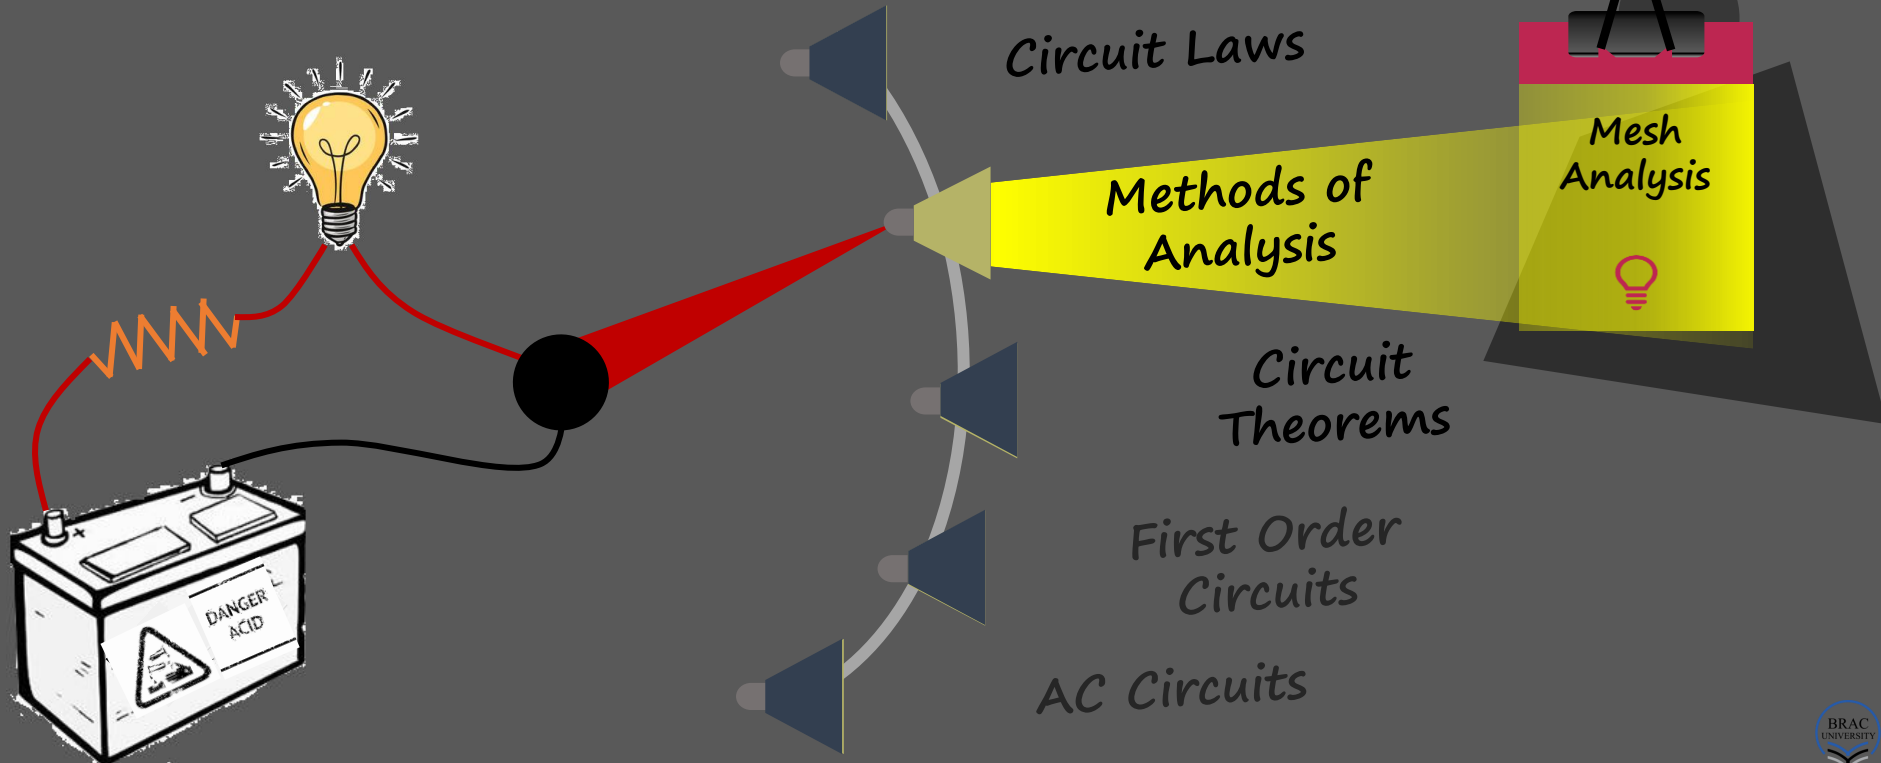 Circuit Laws
Methods of
Analysis
Mesh
Analysis
Circuit
Theorems
First Order
Circuits
AC Circuits
+
DANGER
ACID
BRAC
UNIVERSITY